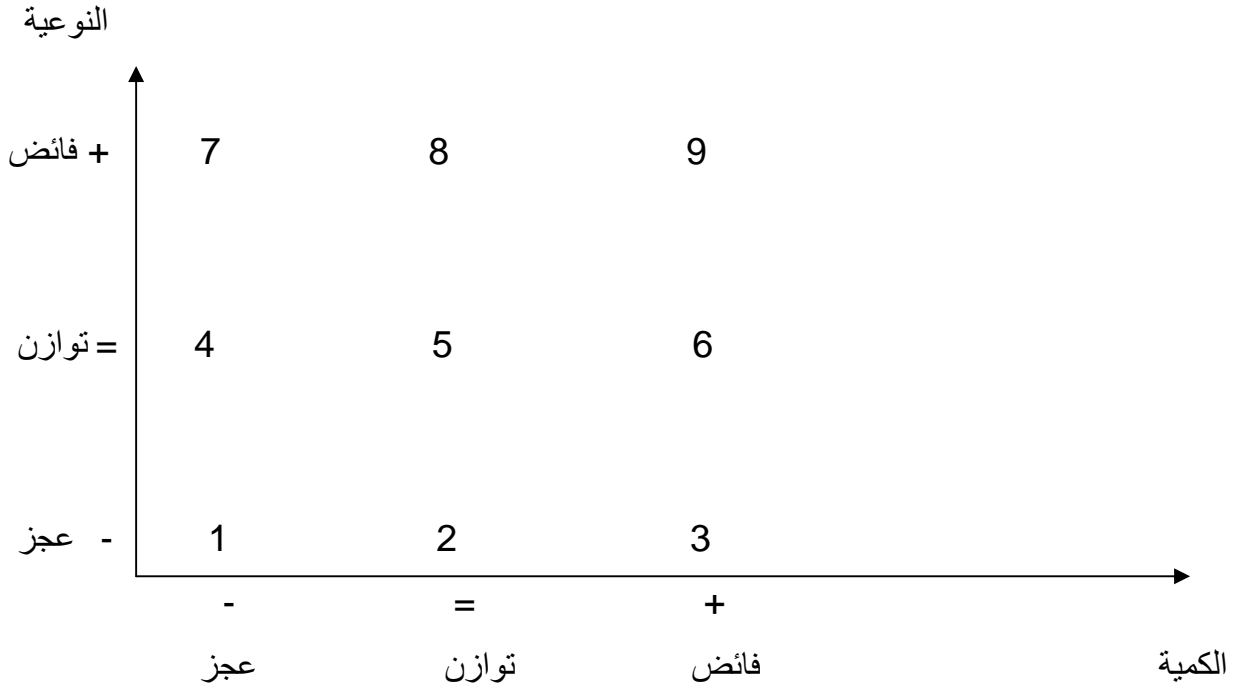 النوعية
+ فائض 7 8 9
= توازن 4 5 6
- عجز 1 2 3
- = +
عجز توازن فائض الكمية